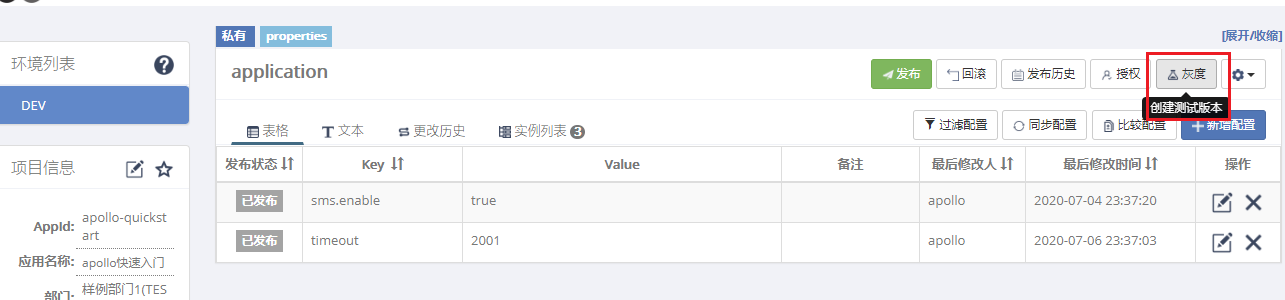 私有 properties [展开/收缩]
环境列表
DEV
application 发布 回滚 发布历史 授权 灰度
创建测试版本
表格 文本 更改历史 实例列表 3 过滤配置 同步配置 比较配置 新增配置
发布状态 Key Value 备注 最后修改人 最后修改时间 操作
已发布 sms.enable true apollo 2020-07-04 23:37:20
已发布 timeout 2001 apollo 2020-07-06 23:37:03
项目信息
AppId: apollo-quickst
art
应用名称: apollo快速入门
部门: 样例部门1(TES